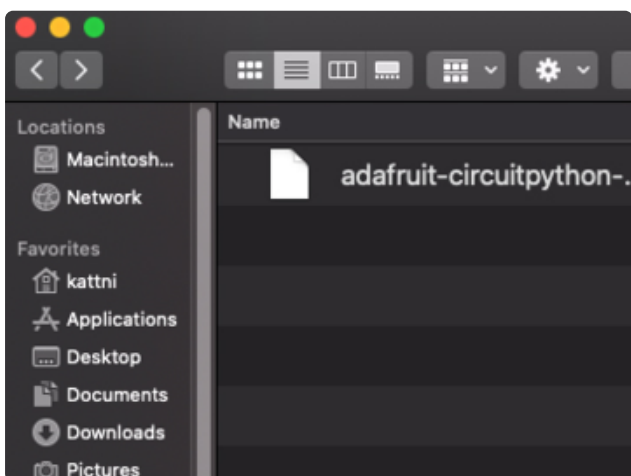 Locations
Macintosh...
Network
Favorites
kattni
Applications
Desktop
Documents
Downloads
Pictures
Name
adafruit-circuitpython-..